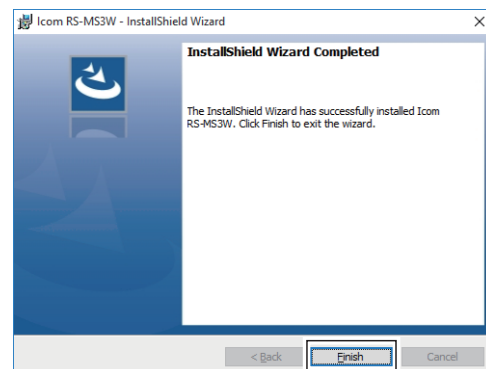 Icom RS-MS3W - InstallShield Wizard
InstallShield Wizard Completed
The InstallShield Wizard has successfully installed Icom
RS-MS3W. Click Finish to exit the wizard.
< Back Finish Cancel